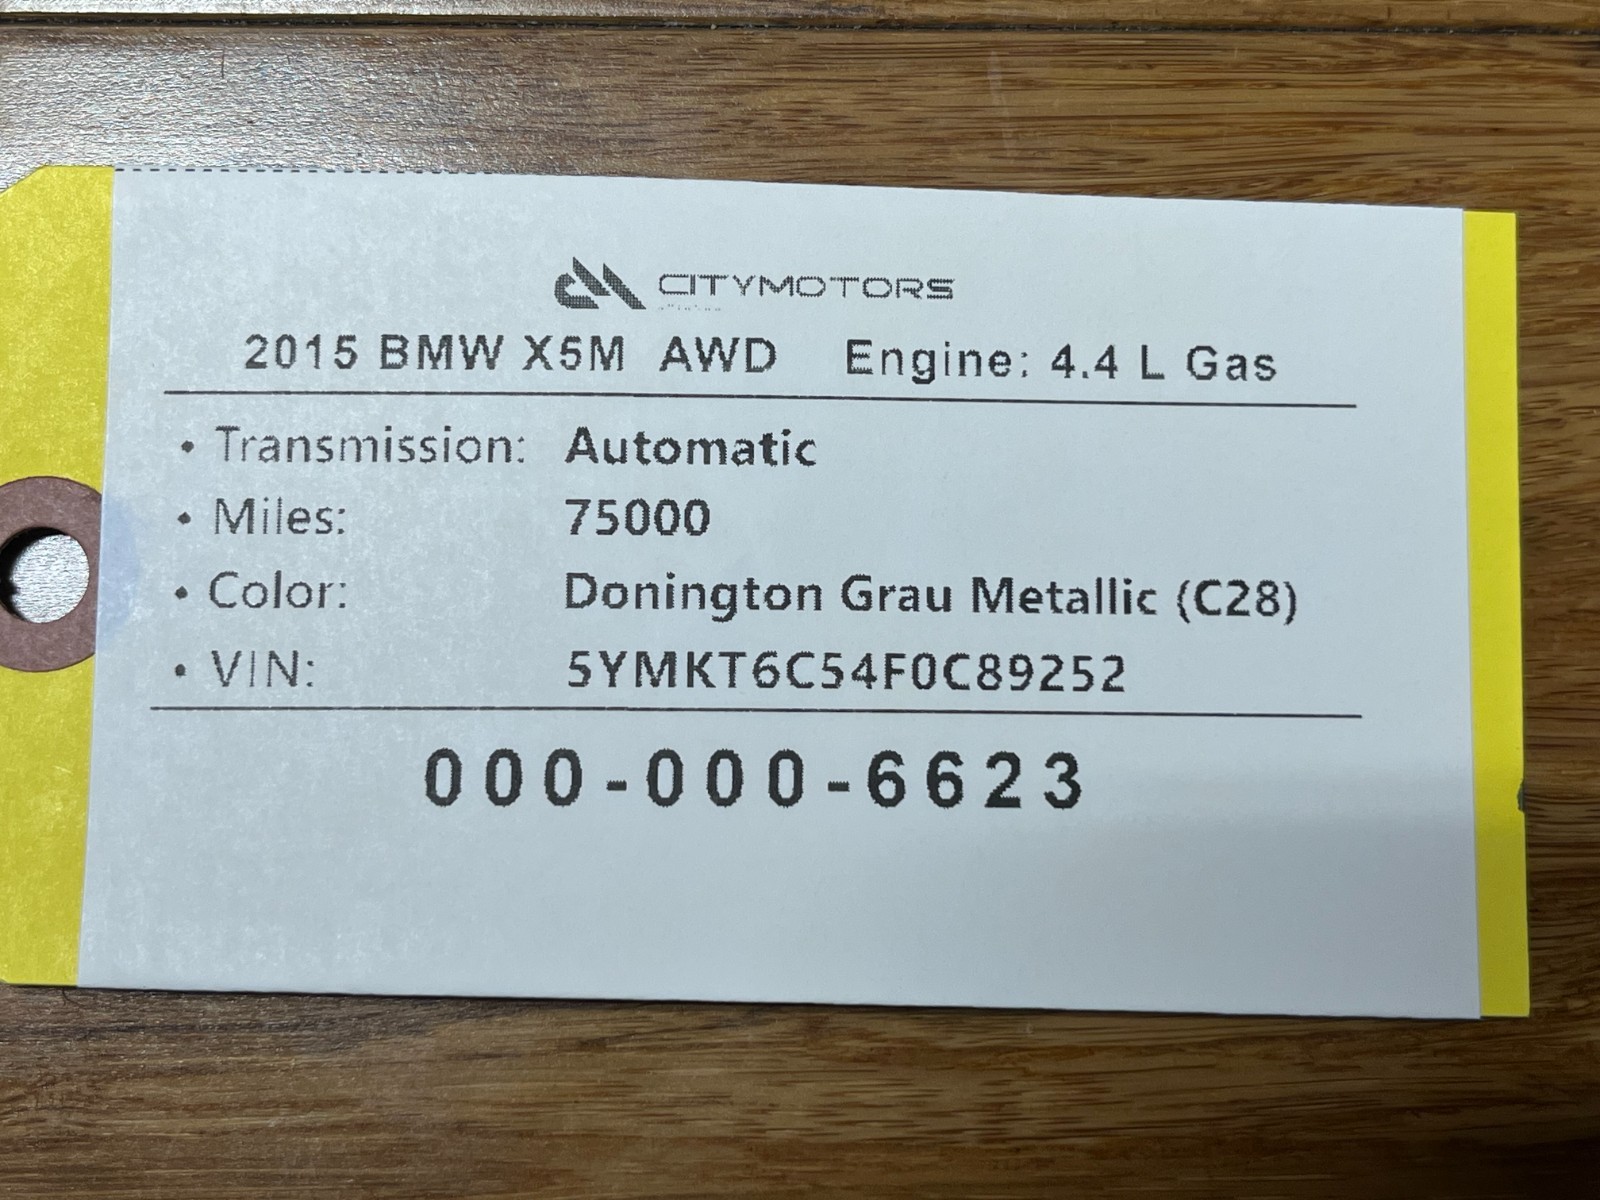 CITYMOTORS
2015 BMW X5M AWD Engine: 4.4 L Gas
• Transmission: Automatic
• Miles: 75000
• Color: Donington Grau Metallic (C28)
• VIN: 5YMKT6C54F0C89252
000-000-6623